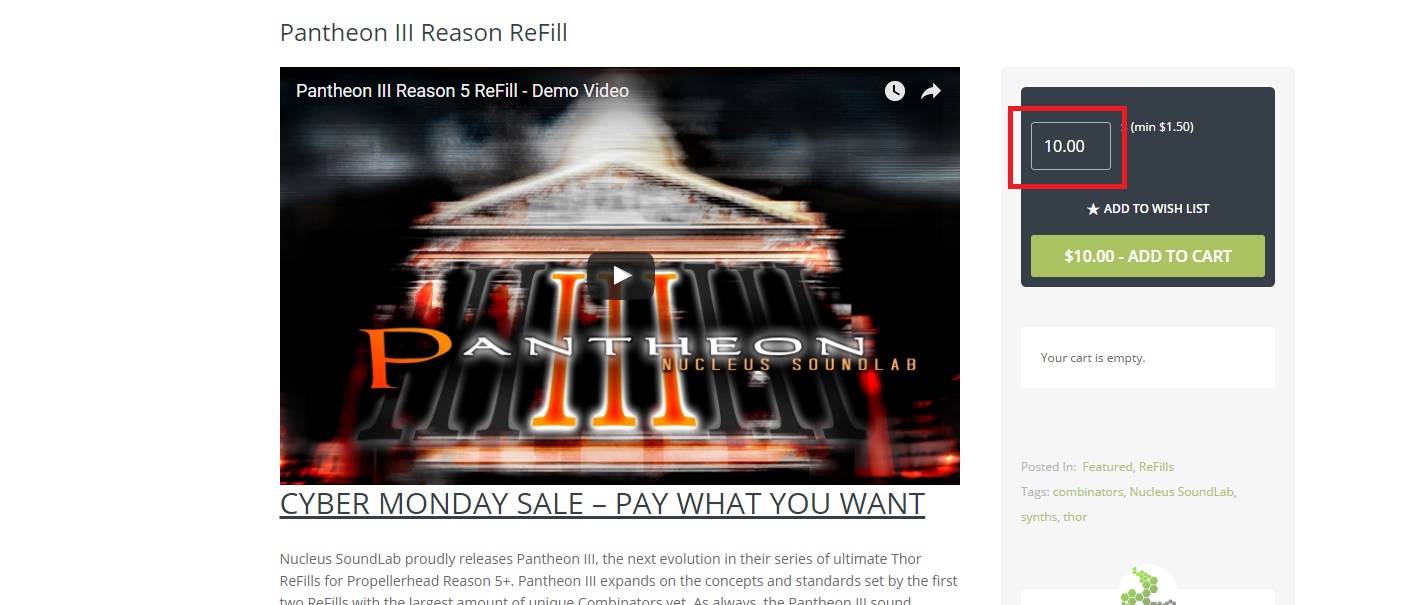 Pantheon III Reason ReFill
Pantheon III Reason 5 ReFill - Demo Video
III
PANTHEON
NUCLEUS SOUNDLAB
CYBER MONDAY SALE – PAY WHAT YOU WANT
Nucleus SoundLab proudly releases Pantheon III, the next evolution in their series of ultimate Thor
ReFills for Propellerhead Reason 5+. Pantheon III expands on the concepts and standards set by the first
two ReFills with the largest amount of unique Combinators yet. As always, the Pantheon III sound
10.00
: (min $1.50)
★ ADD TO WISH LIST
$10.00 - ADD TO CART
Your cart is empty.
Posted In: Featured, ReFills
Tags: combinators, Nucleus SoundLab,
synths, thor